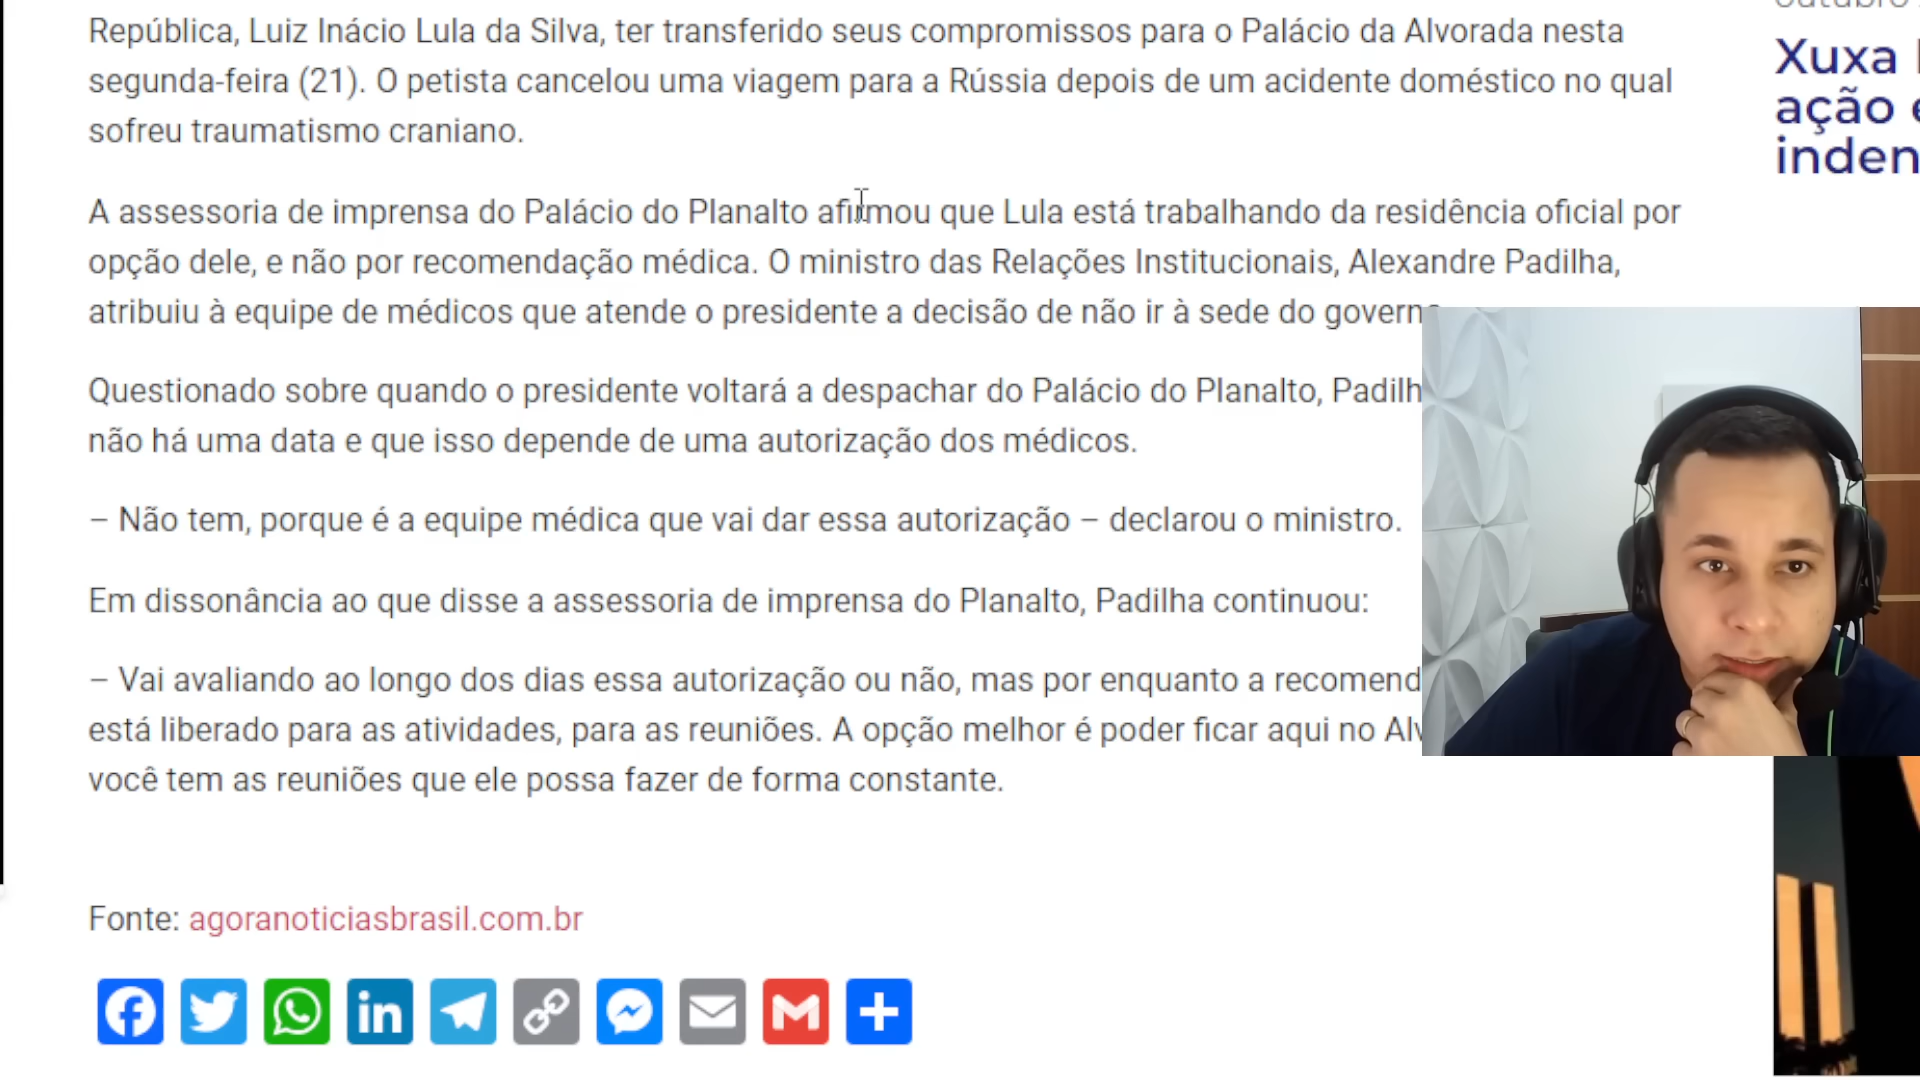 República, Luiz Inácio Lula da Silva, ter transferido seus compromissos para o Palácio da Alvorada nesta
segunda-feira (21). O petista cancelou uma viagem para a Rússia depois de um acidente doméstico no qual
sofreu traumatismo craniano.
A assessoria de imprensa do Palácio do Planalto afirmou que Lula está trabalhando da residência oficial por
opção dele, e não por recomendação médica. O ministro das Relações Institucionais, Alexandre Padilha,
atribuiu à equipe de médicos que atende o presidente a decisão de não ir à sede do
Questionado sobre quando o presidente voltará a despachar do Palácio do Planalto,
não há uma data e que isso depende de uma autorização dos médicos.
– Não tem, porque é a equipe médica que vai dar essa autorização – declarou o ministro.
Em dissonância ao que disse a assessoria de imprensa do Planalto, Padilha continuou:
– Vai avaliando ao longo dos dias essa autorização ou não, mas por enquanto a
está liberado para as atividades, para as reuniões. A opção melhor é poder ficar aqui no
você tem as reuniões que ele possa fazer de forma constante.
Fonte: agoranoticiasbrasil.com.br
Xuxa
ação